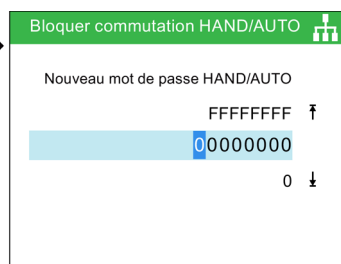 Bloquer commutation HAND/AUTO
Nouveau mot de passe HAND/AUTO
FFFFFFFF
00000000
0